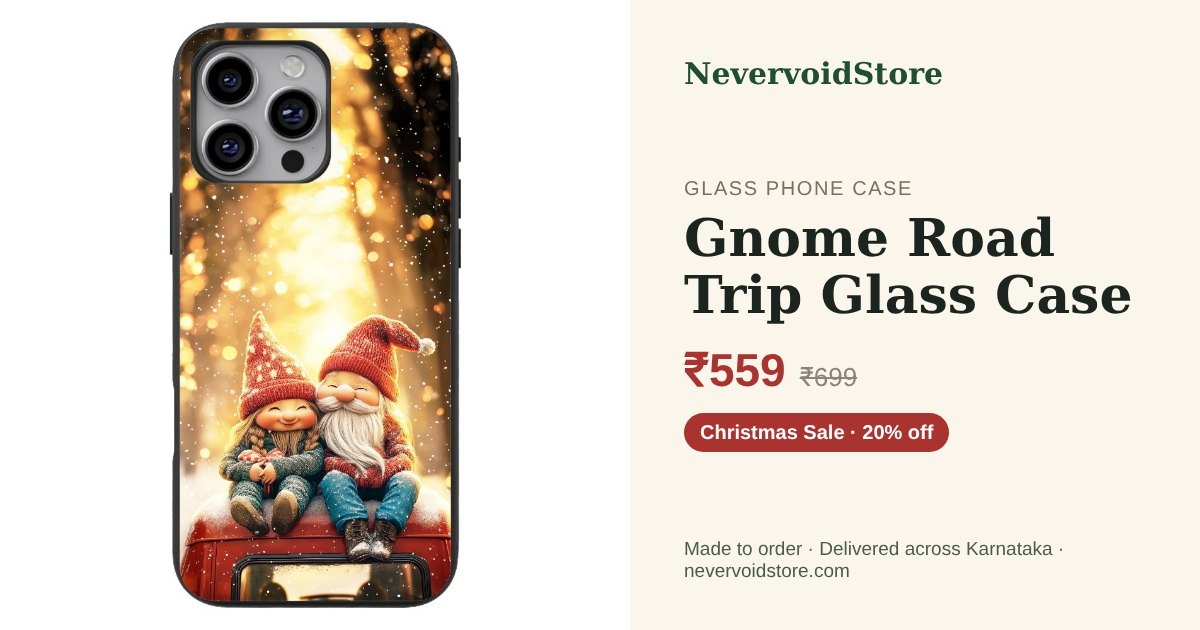 NevervoidStore
GLASS PHONE CASE
Gnome Road
Trip Glass Case
₹559 ₹699
Christmas Sale · 20% off
Made to order · Delivered across Karnataka ·
nevervoidstore.com